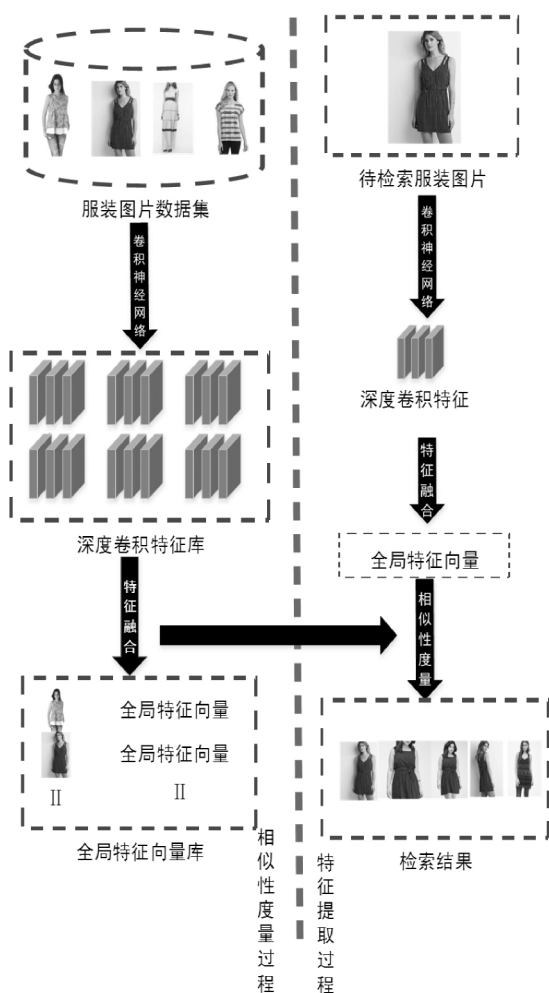 服装图片数据集
卷积神经网络
深度卷积特征库
特征融合
全局特征向量
全局特征向量
全局特征向量库
相似性度量过程
待检索服装图片
卷积神经网络
深度卷积特征
特征融合
全局特征向量
相似性度量
检索结果
特征提取过程